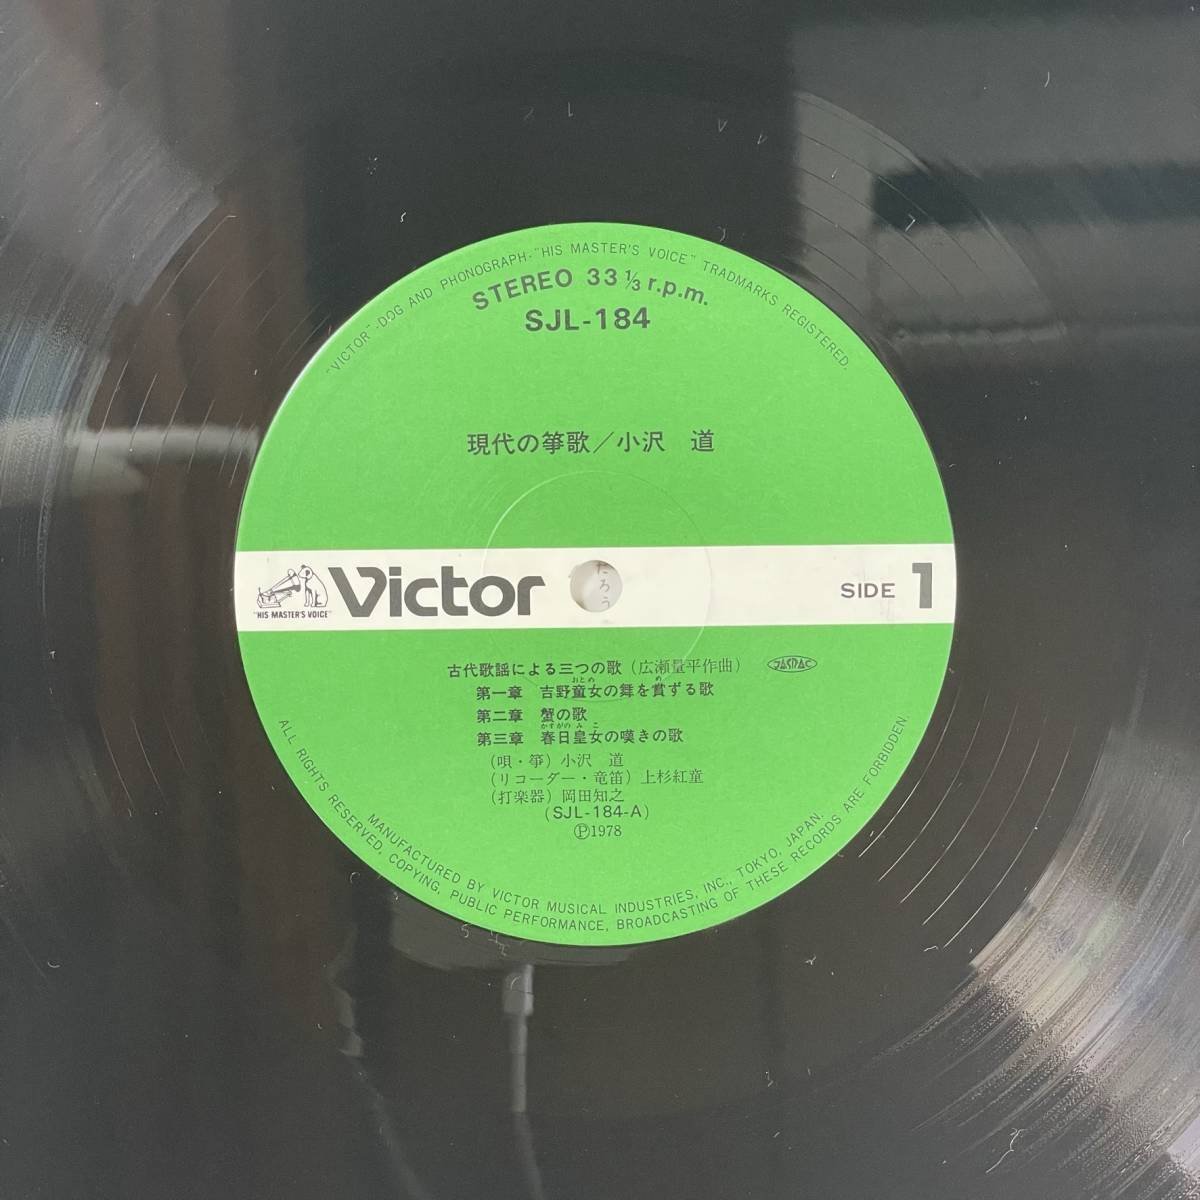 "VICTOR"-DOG AND PHONOGRAPH-"HIS MASTER'S VOICE" TRADMARKS REGISTERED.
STEREO 33 ⅓ r.p.m.
SJL-184
現代の箏歌／小沢 道
"HIS MASTER'S VOICE"
Victor
たろう
SIDE 1
古代歌謡による三つの歌(広瀬量平作曲) JASRAC
おとめ め
第一章 吉野童女の舞を賞ずる歌
第二章 蟹の歌
かすがの みこ
第三章 春日皇女の嘆きの歌
(唄・箏)小沢 道
(リコーダー・竜笛)上杉紅童
(打楽器)岡田知之
(SJL-184-A)
Ⓟ1978
MANUFACTURED BY VICTOR MUSICAL INDUSTRIES, INC., TOKYO, JAPAN.
ALL RIGHTS RESERVED, COPYING, PUBLIC PERFORMANCE, BROADCASTING OF THESE RECORDS ARE FORBIDDEN.